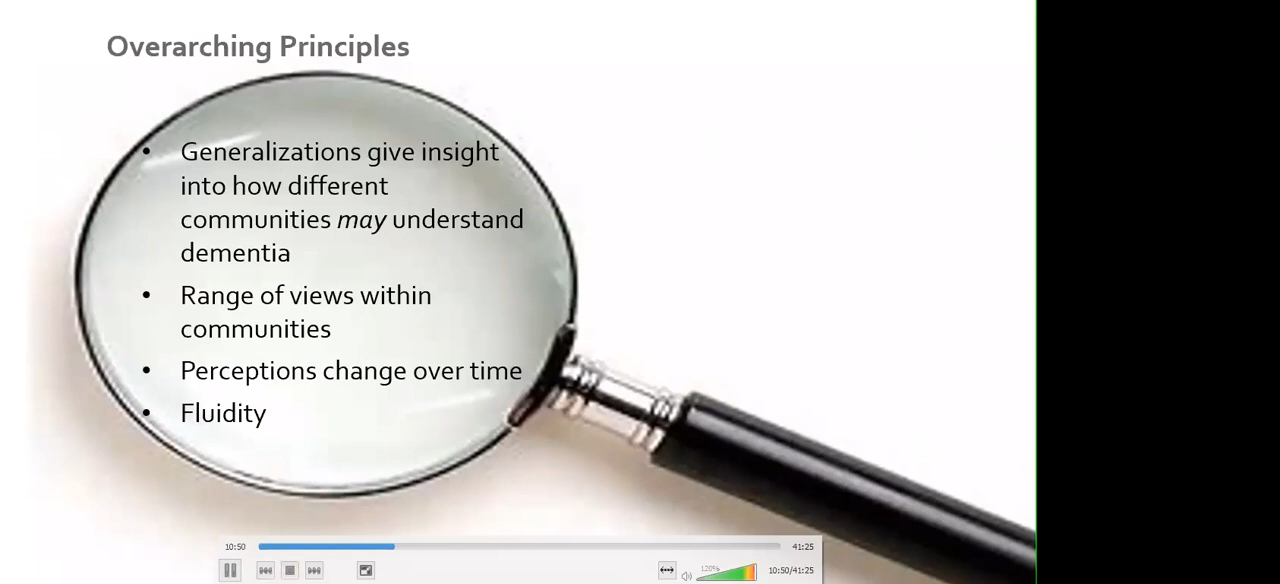 Overarching Principles
• Generalizations give insight
into how different
communities may understand
dementia
• Range of views within
communities
• Perceptions change over time
• Fluidity
10:50
41:25
120%
10:50/41:25